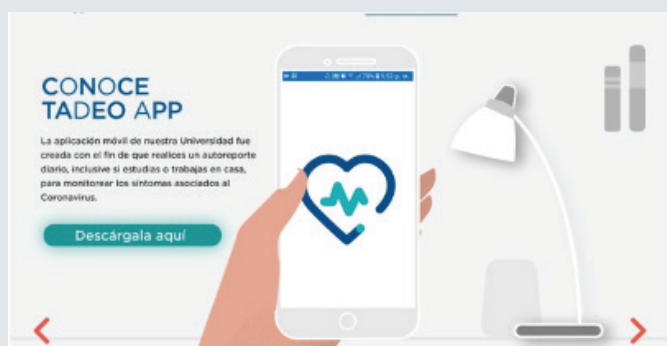 CONOCE
TADEO APP
La aplicación móvil de nuestra Universidad fue
creada con el fin de que realices un autoreporte
diario, inclusive si estudias o trabajas en casa,
para monitorear los síntomas asociados al
Coronavirus.
Descárgala aquí